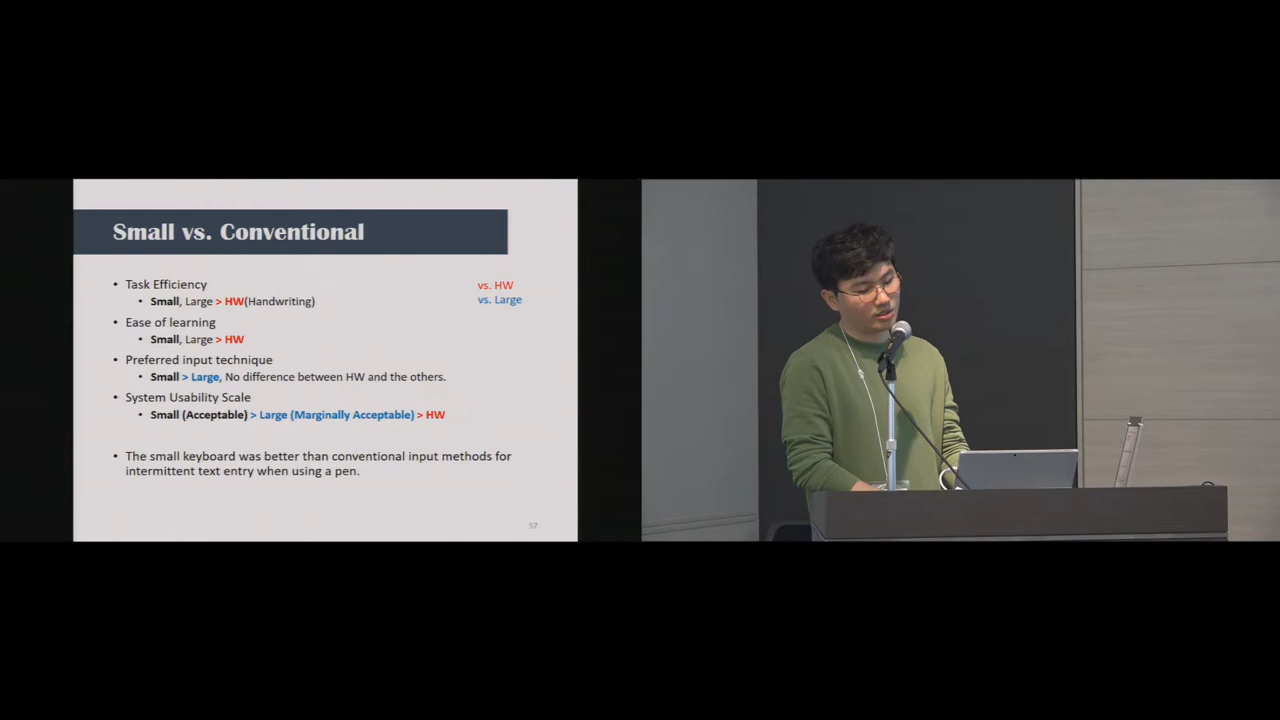 Small vs. Conventional
• Task Efficiency
• Small, Large > HW(Handwriting)
vs. HW
vs. Large
• Ease of learning
• Small, Large > HW
• Preferred input technique
• Small > Large, No difference between HW and the others.
• System Usability Scale
• Small (Acceptable) > Large (Marginally Acceptable) > HW
• The small keyboard was better than conventional input methods for
intermittent text entry when using a pen.
57